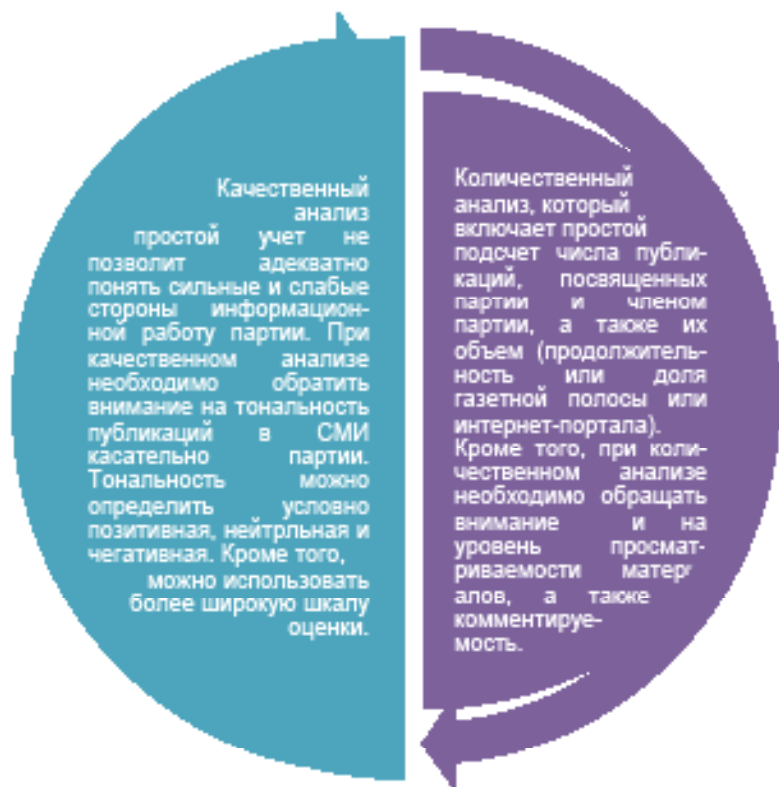 Качественный
анализ
простой учет не
позволит адекватно
понять сильные и слабые
стороны информацион-
ной работу партии. При
качественном анализе
необходимо обратить
внимание на тональность
публикаций в СМИ
касательно партии.
Тональность можно
определить условно
позитивная, нейтрльная и
чегативная. Кроме того,
можно использовать
более широкую шкалу
оценки.
Количественный
анализ, который
включает простой
подсчет числа публи-
каций, посвященных
партии и членом
партии, а также их
объем (продолжитель-
ность или доля
газетной полосы или
интернет-портала).
Кроме того, при коли-
чественном анализе
необходимо обращать
внимание и на
уровень просмат-
риваемости матер
алов, а также
комментируе-
мость.